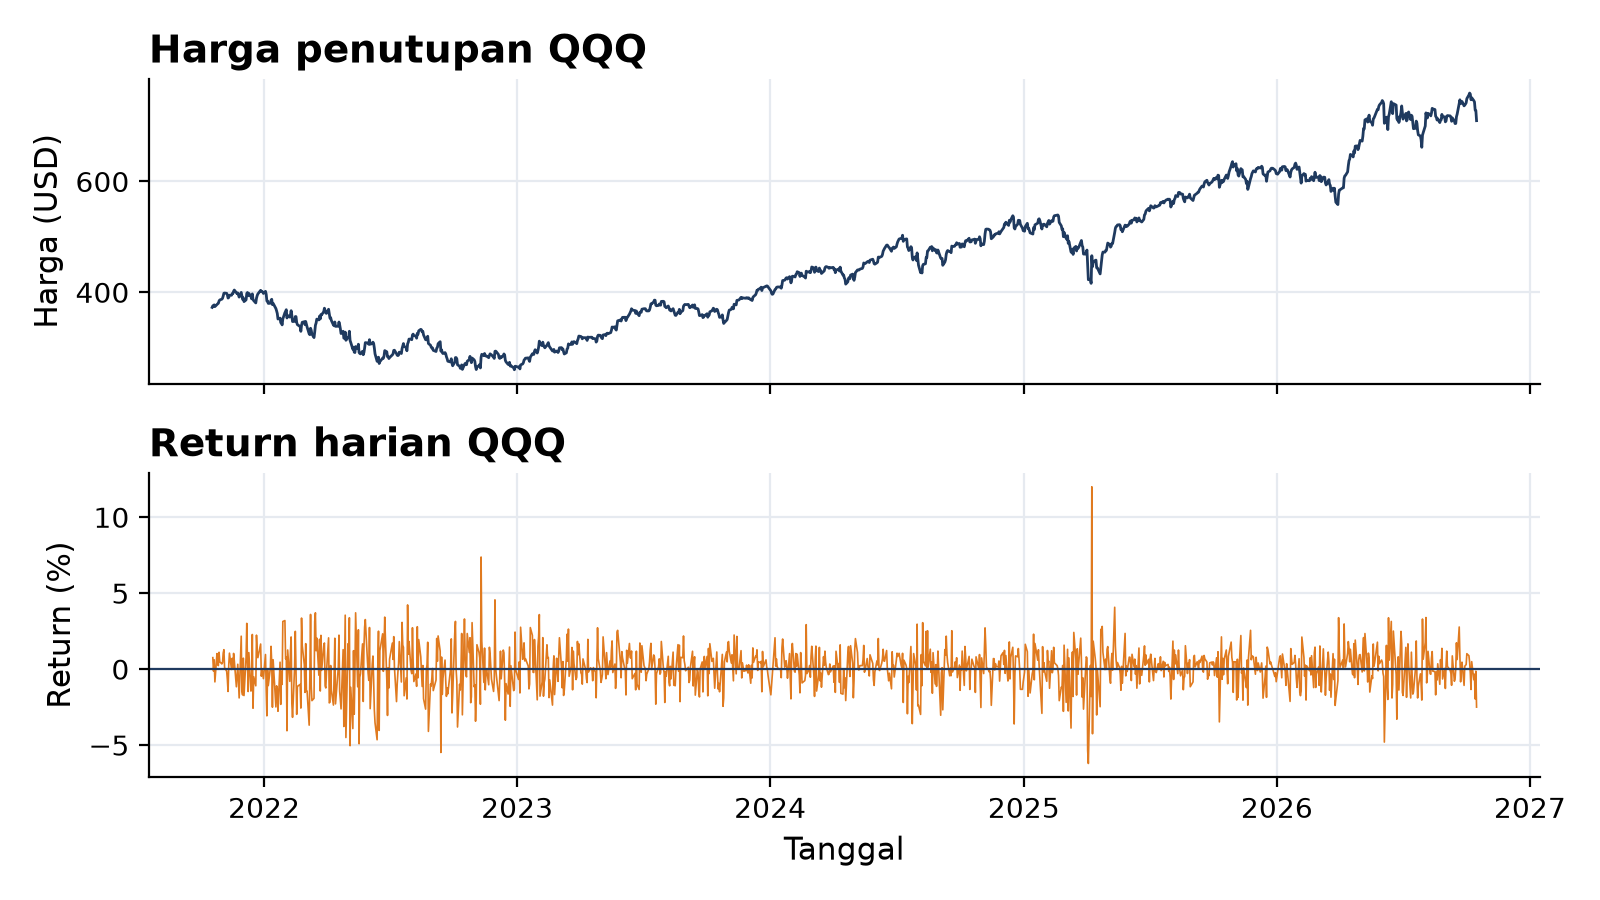 Harga penutupan QQQ
Harga (USD)
600
400
Return harian QQQ
Return (%)
10
5
0
−5
2022 2023 2024 2025 2026 2027
Tanggal